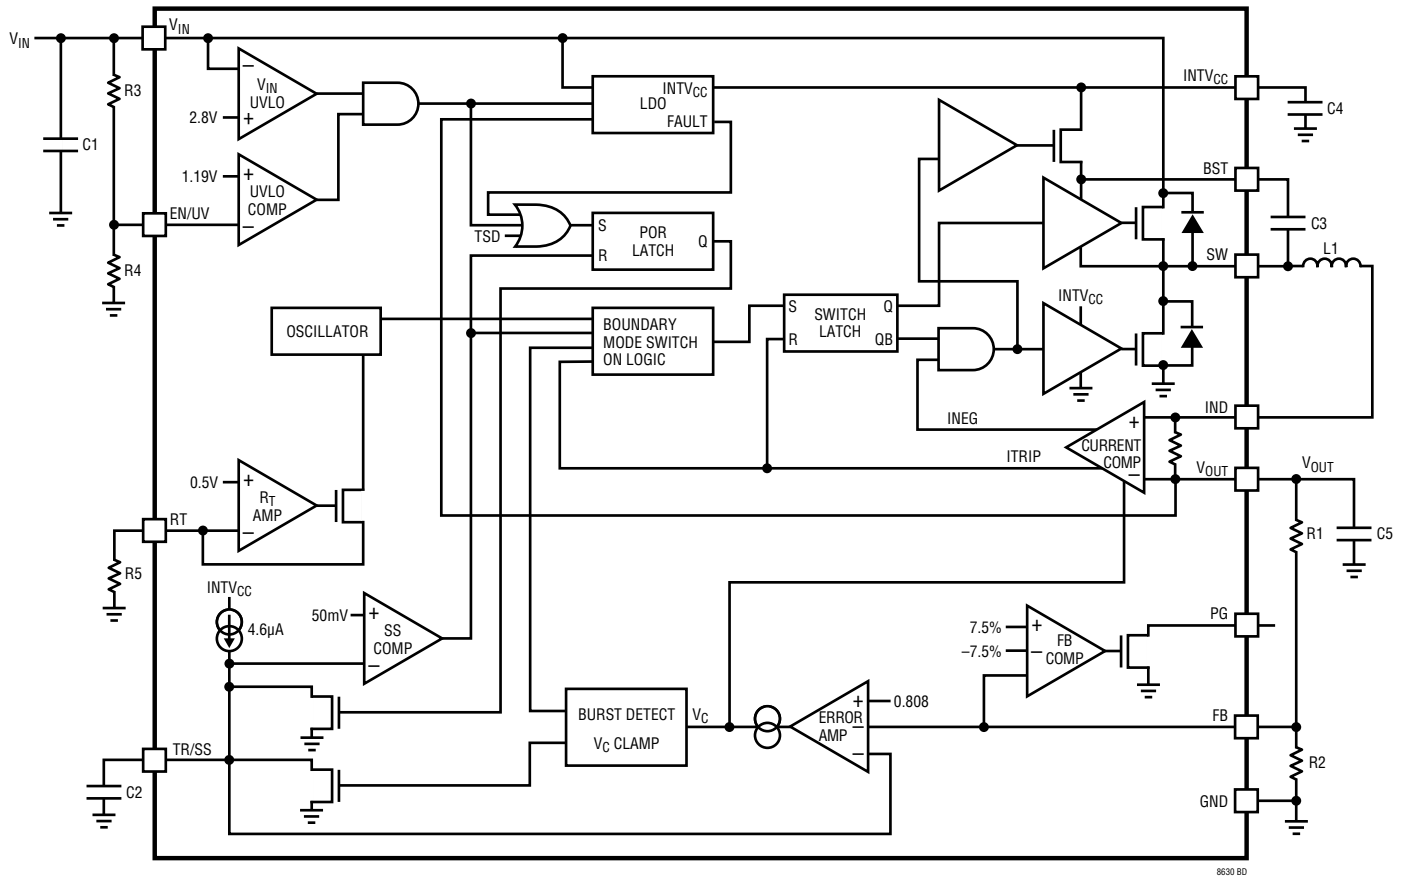 VIN
VIN
R3
C1
VIN
UVLO
2.8V
–
+
1.19V
UVLO
COMP
+
–
EN/UV
R4
INTVCC
LDO
FAULT
TSD
S
R
POR
LATCH
Q
OSCILLATOR
BOUNDARY
MODE SWITCH
ON LOGIC
S
R
SWITCH
LATCH
Q
QB
INTVCC
INTVCC
C4
BST
C3
SW
L1
INEG
ITRIP
+
CURRENT
COMP
–
IND
VOUT
VOUT
R1
C5
0.5V
+
RT
AMP
–
RT
R5
INTVCC
4.6µA
50mV
+
SS
COMP
–
7.5%
–7.5%
+
–
FB
COMP
PG
BURST DETECT
VC CLAMP
VC
ERROR
AMP
+
–
–
0.808
FB
TR/SS
C2
R2
GND
8630 BD